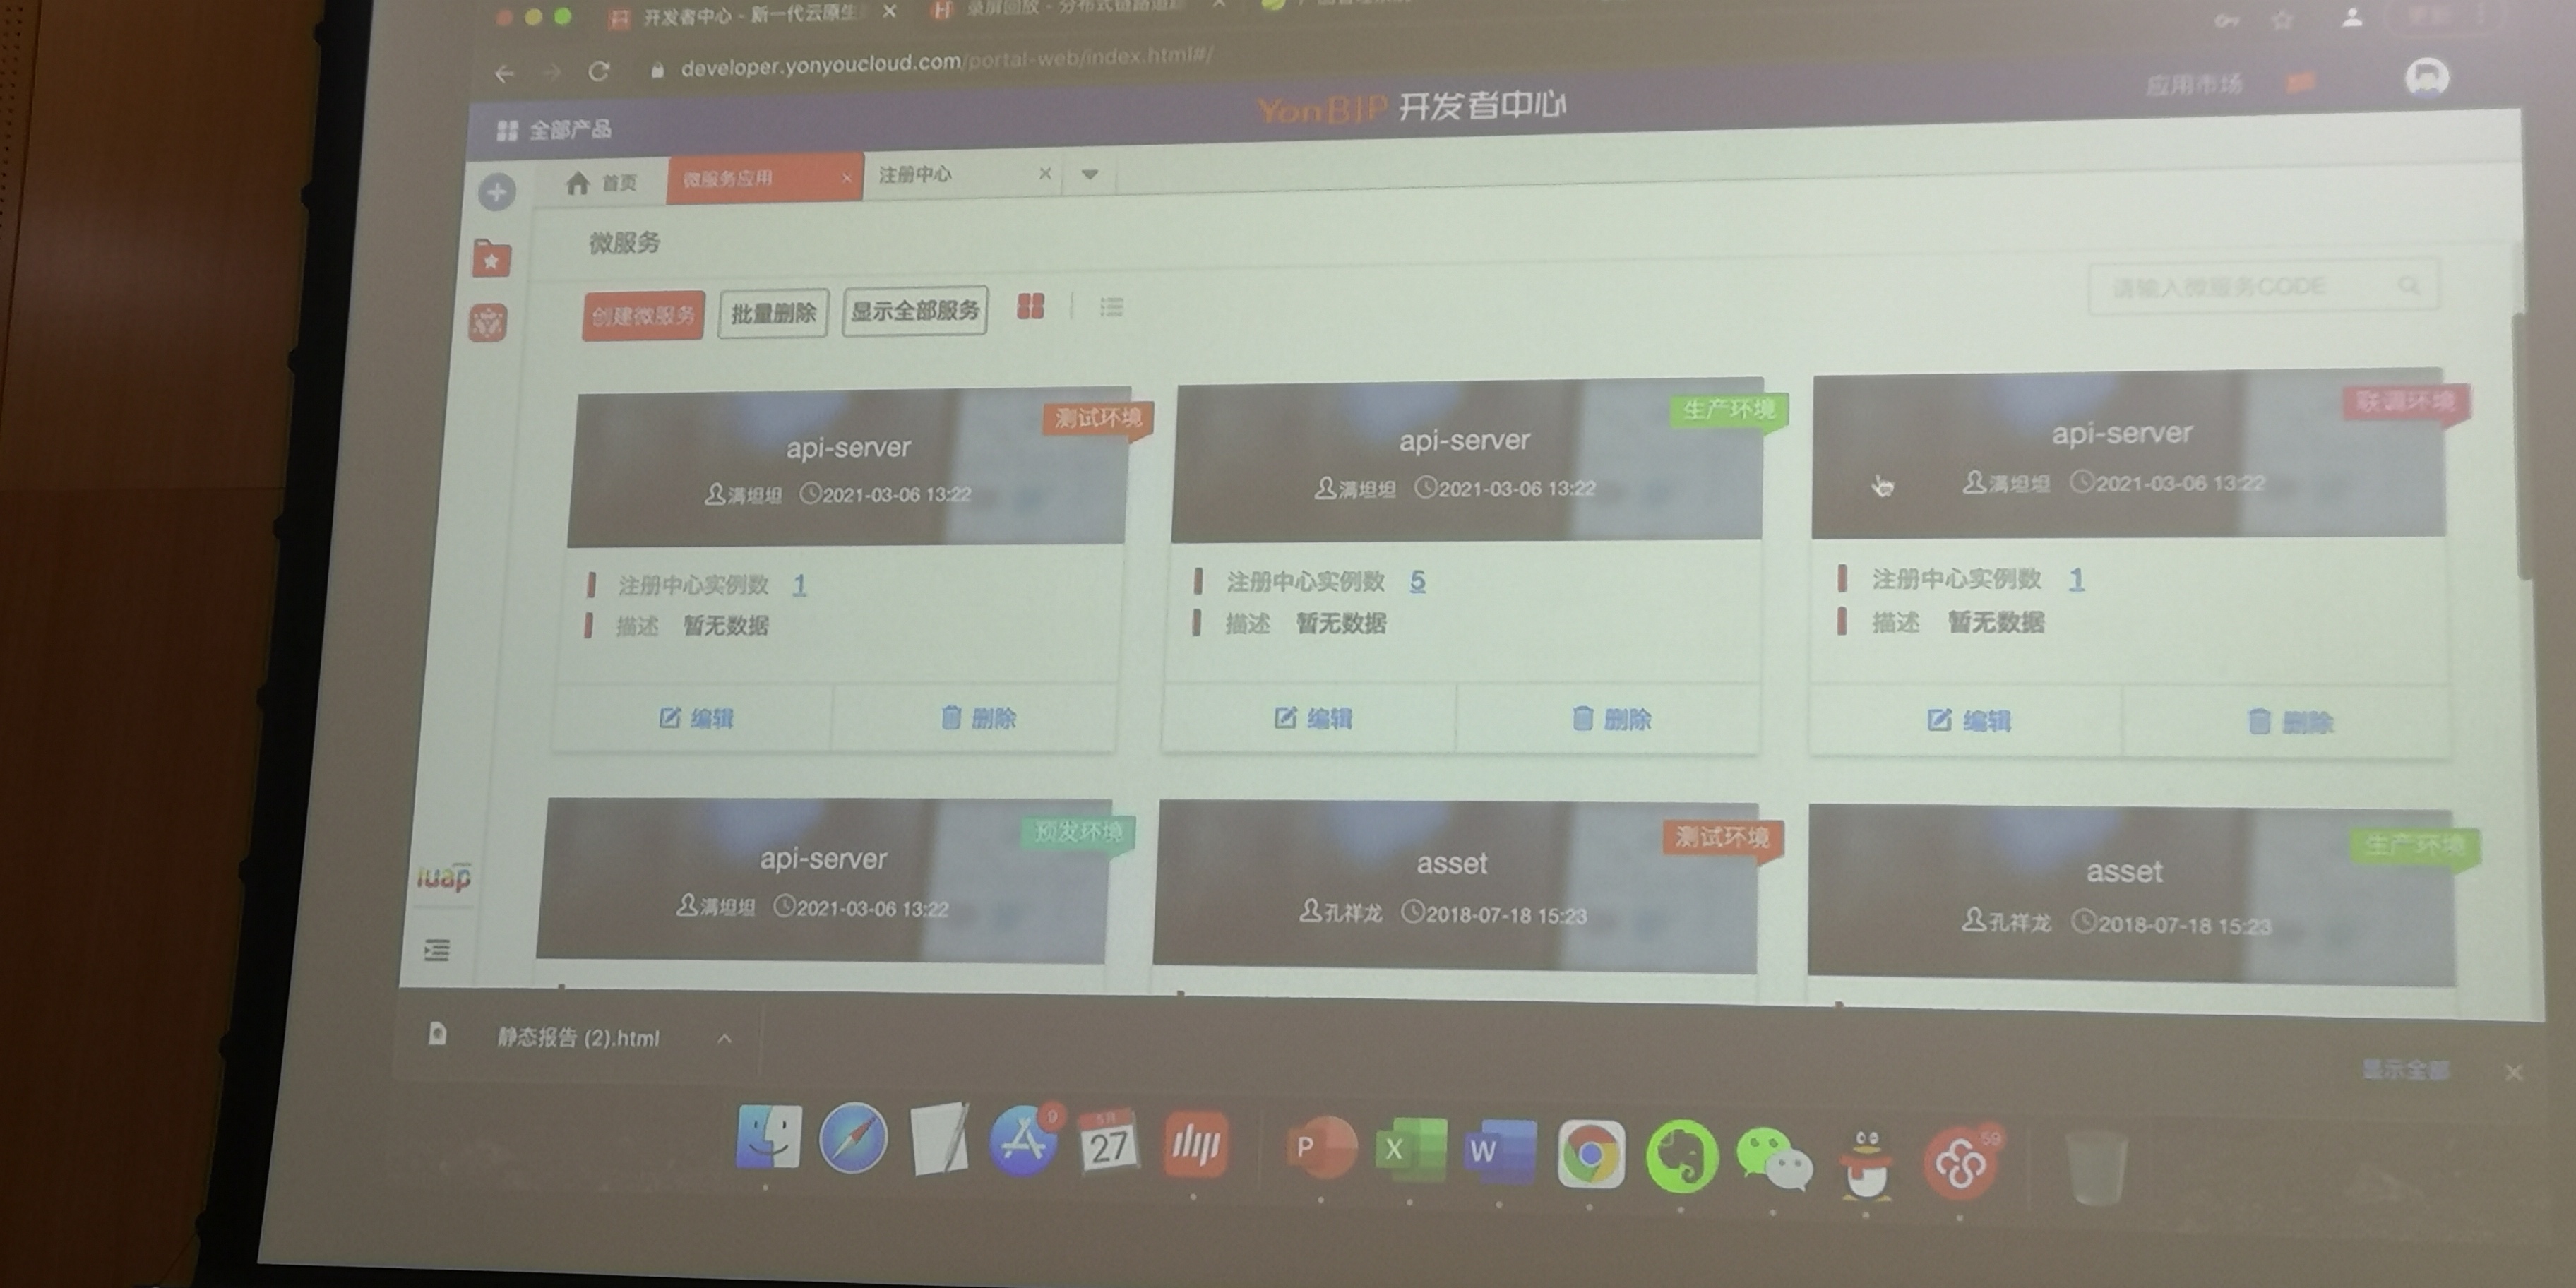 开发者中心 - 新一代云原生
录屏回放 - 分布式链路追踪
developer.yonyoucloud.com/portal-web/index.html#/
全部产品
YonBIP 开发者中心
应用市场
首页
微服务应用
注册中心
微服务
创建微服务
批量删除
显示全部服务
请输入微服务CODE
api-server
测试环境
满坦坦 2021-03-06 13:22
注册中心实例数 1
描述 暂无数据
编辑
删除
api-server
生产环境
满坦坦 2021-03-06 13:22
注册中心实例数 5
描述 暂无数据
编辑
删除
api-server
联调环境
满坦坦 2021-03-06 13:22
注册中心实例数 1
描述 暂无数据
编辑
删除
api-server
预发环境
满坦坦 2021-03-06 13:22
asset
测试环境
孔祥龙 2018-07-18 15:23
asset
生产环境
孔祥龙 2018-07-18 15:23
iuap
静态报告 (2).html
显示全部
9
5月
27
P
X
W
59